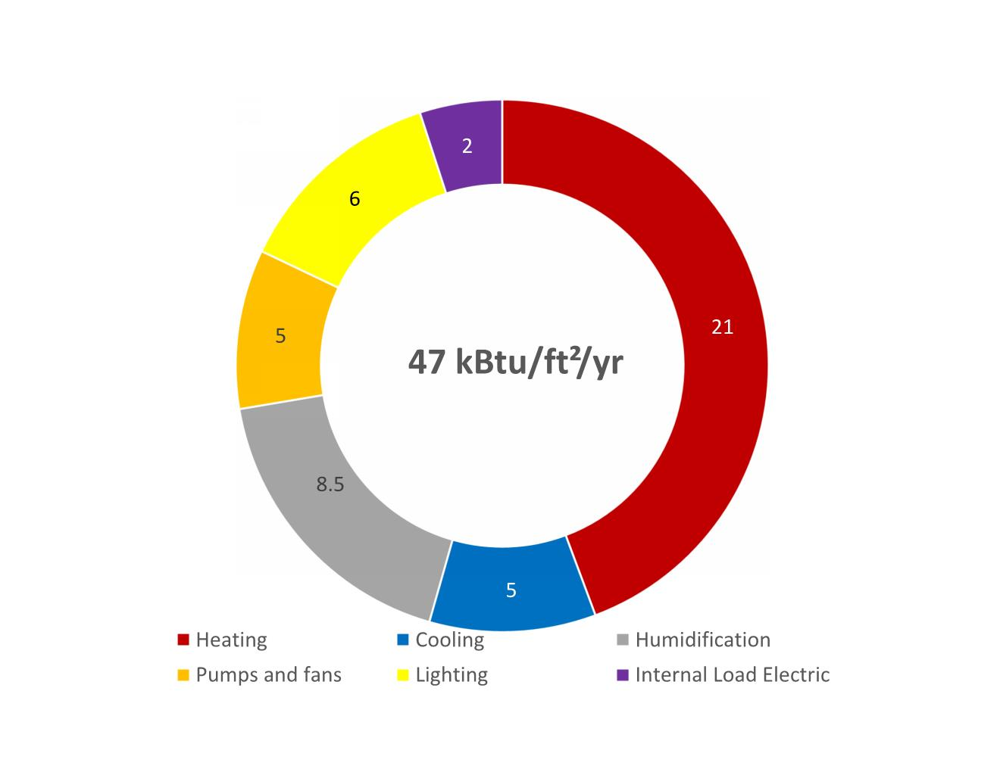 2
6
21
5
47 kBtu/ft²/yr
8.5
5
Heating Cooling Humidification
Pumps and fans Lighting Internal Load Electric